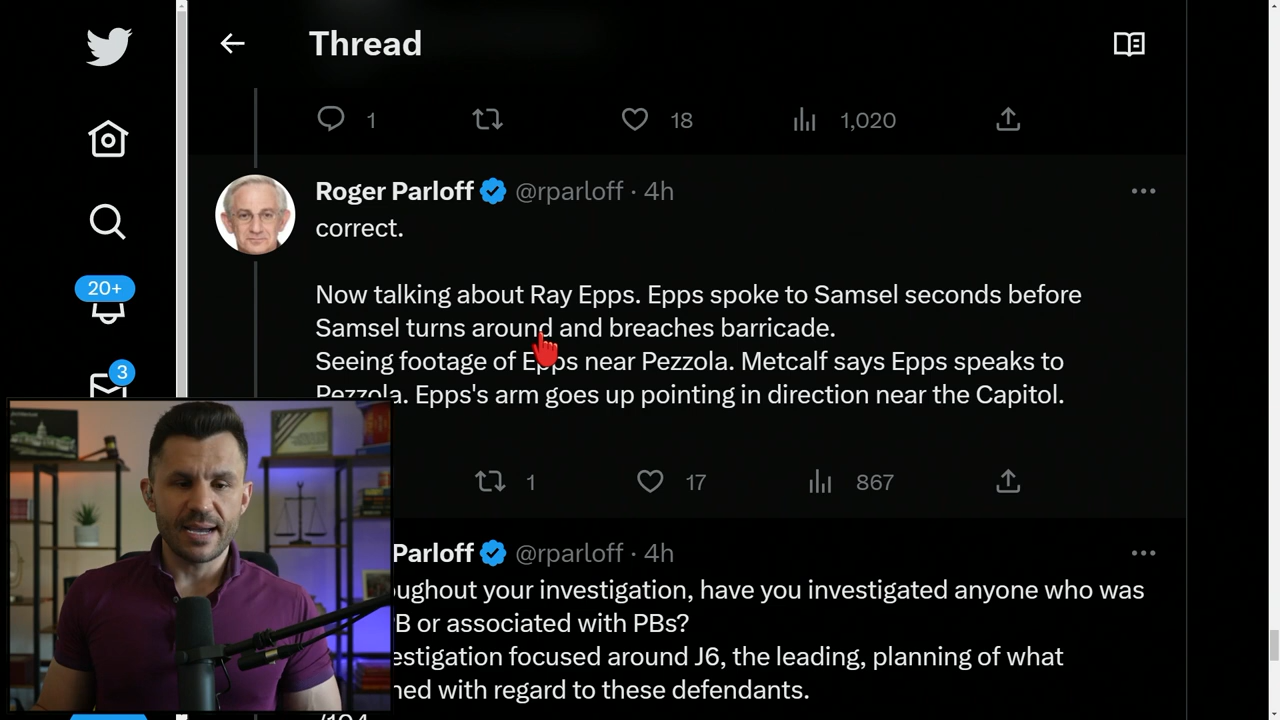 Thread
1
18
1,020
Roger Parloff @rparloff · 4h
correct.
Now talking about Ray Epps. Epps spoke to Samsel seconds before
Samsel turns around and breaches barricade.
Seeing footage of Epps near Pezzola. Metcalf says Epps speaks to
Pezzola. Epps's arm goes up pointing in direction near the Capitol.
1
17
867
20+
3
Parloff @rparloff · 4h
oughout your investigation, have you investigated anyone who was
PB or associated with PBs?
estigation focused around J6, the leading, planning of what
ned with regard to these defendants.